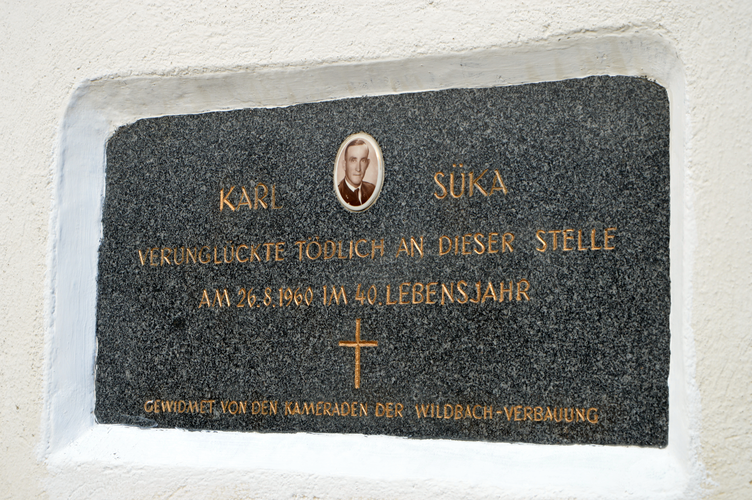 KARL SÜKA
VERUNGLÜCKTE TÖDLICH AN DIESER STELLE
AM 26.8.1960 IM 40. LEBENSJAHR
GEWIDMET VON DEN KAMERADEN DER WILDBACH-VERBAUUNG